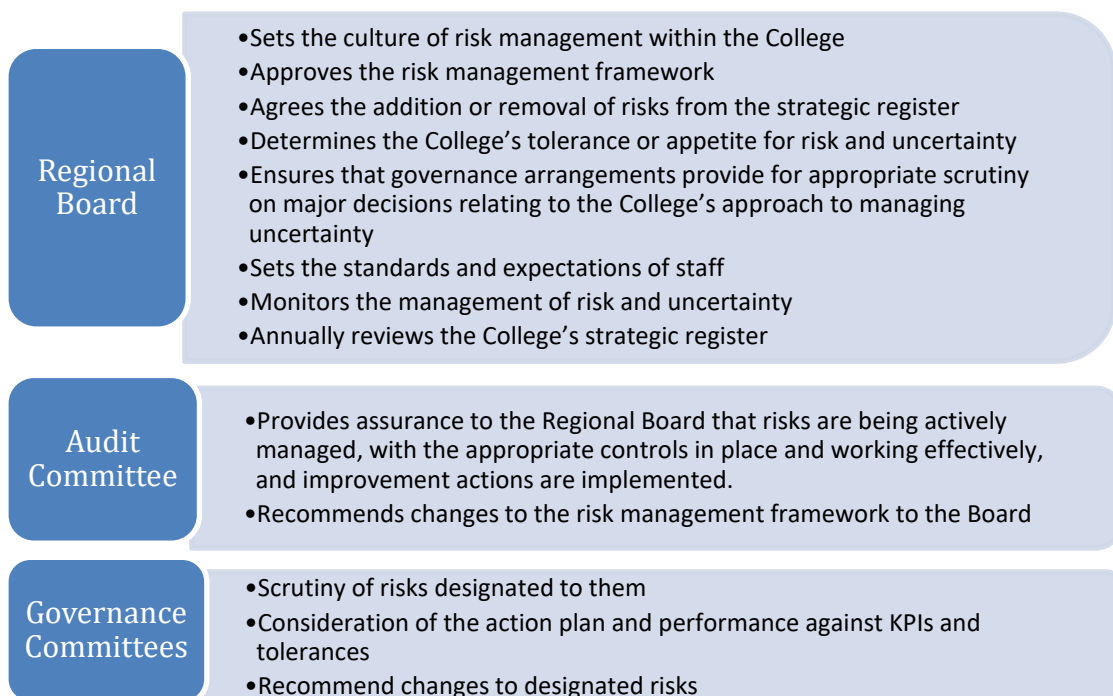 Regional
Board
•Sets the culture of risk management within the College
•Approves the risk management framework
•Agrees the addition or removal of risks from the strategic register
•Determines the College’s tolerance or appetite for risk and uncertainty
•Ensures that governance arrangements provide for appropriate scrutiny
on major decisions relating to the College’s approach to managing
uncertainty
•Sets the standards and expectations of staff
•Monitors the management of risk and uncertainty
•Annually reviews the College’s strategic register
Audit
Committee
•Provides assurance to the Regional Board that risks are being actively
managed, with the appropriate controls in place and working effectively,
and improvement actions are implemented.
•Recommends changes to the risk management framework to the Board
Governance
Committees
•Scrutiny of risks designated to them
•Consideration of the action plan and performance against KPIs and
tolerances
•Recommend changes to designated risks